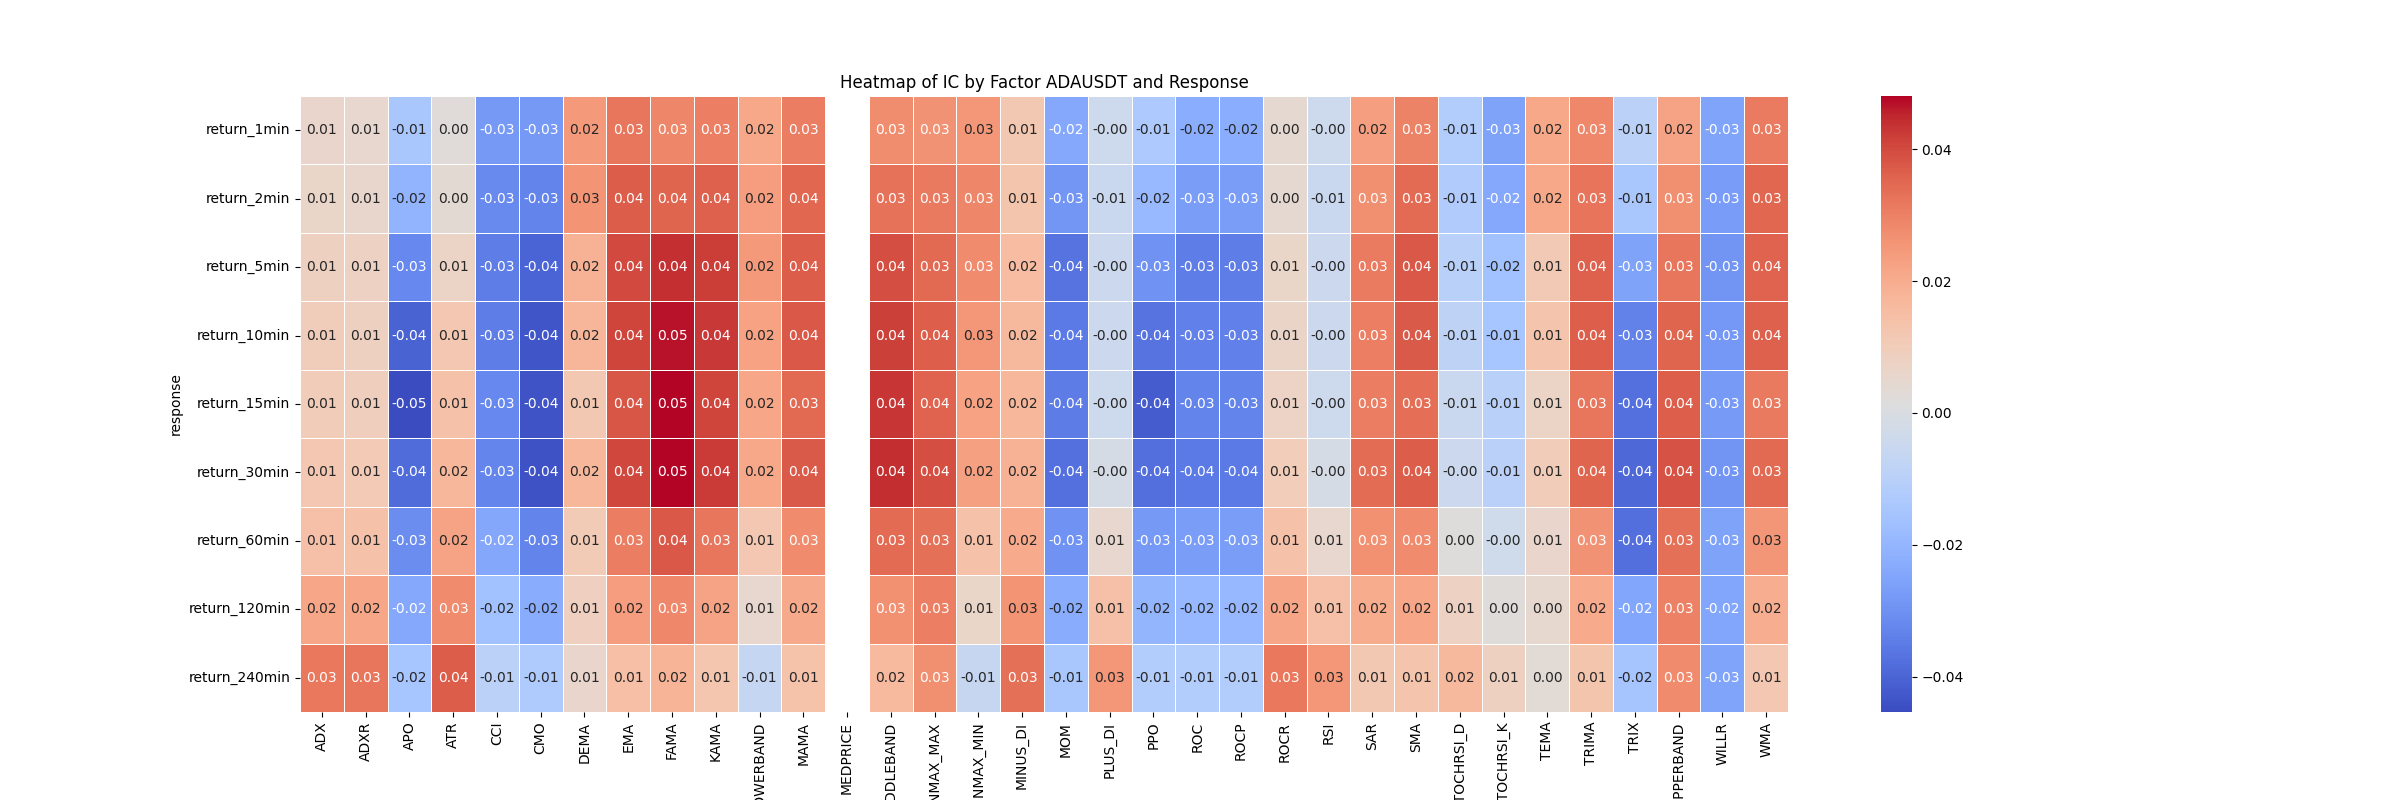 Heatmap of IC by Factor ADAUSDT and Response
response
return_1min 0.01 0.01 -0.01 0.00 -0.03 -0.03 0.02 0.03 0.03 0.03 0.02 0.03 0.03 0.03 0.03 0.01 -0.02 -0.00 -0.01 -0.02 -0.02 0.00 -0.00 0.02 0.03 -0.01 -0.03 0.02 0.03 -0.01 0.02 -0.03 0.03
return_2min 0.01 0.01 -0.02 0.00 -0.03 -0.03 0.03 0.04 0.04 0.04 0.02 0.04 0.03 0.03 0.03 0.01 -0.03 -0.01 -0.02 -0.03 -0.03 0.00 -0.01 0.03 0.03 -0.01 -0.02 0.02 0.03 -0.01 0.03 -0.03 0.03
return_5min 0.01 0.01 -0.03 0.01 -0.03 -0.04 0.02 0.04 0.04 0.04 0.02 0.04 0.04 0.03 0.03 0.02 -0.04 -0.00 -0.03 -0.03 -0.03 0.01 -0.00 0.03 0.04 -0.01 -0.02 0.01 0.04 -0.03 0.03 -0.03 0.04
return_10min 0.01 0.01 -0.04 0.01 -0.03 -0.04 0.02 0.04 0.05 0.04 0.02 0.04 0.04 0.04 0.03 0.02 -0.04 -0.00 -0.04 -0.03 -0.03 0.01 -0.00 0.03 0.04 -0.01 -0.01 0.01 0.04 -0.03 0.04 -0.03 0.04
return_15min 0.01 0.01 -0.05 0.01 -0.03 -0.04 0.01 0.04 0.05 0.04 0.02 0.03 0.04 0.04 0.02 0.02 -0.04 -0.00 -0.04 -0.03 -0.03 0.01 -0.00 0.03 0.03 -0.01 -0.01 0.01 0.03 -0.04 0.04 -0.03 0.03
return_30min 0.01 0.01 -0.04 0.02 -0.03 -0.04 0.02 0.04 0.05 0.04 0.02 0.04 0.04 0.04 0.02 0.02 -0.04 -0.00 -0.04 -0.04 -0.04 0.01 -0.00 0.03 0.04 -0.00 -0.01 0.01 0.04 -0.04 0.04 -0.03 0.03
return_60min 0.01 0.01 -0.03 0.02 -0.02 -0.03 0.01 0.03 0.04 0.03 0.01 0.03 0.03 0.03 0.01 0.02 -0.03 0.01 -0.03 -0.03 -0.03 0.01 0.01 0.03 0.03 0.00 -0.00 0.01 0.03 -0.04 0.03 -0.03 0.03
return_120min 0.02 0.02 -0.02 0.03 -0.02 -0.02 0.01 0.02 0.03 0.02 0.01 0.02 0.03 0.03 0.01 0.03 -0.02 0.01 -0.02 -0.02 -0.02 0.02 0.01 0.02 0.02 0.01 0.00 0.00 0.02 -0.02 0.03 -0.02 0.02
return_240min 0.03 0.03 -0.02 0.04 -0.01 -0.01 0.01 0.01 0.02 0.01 -0.01 0.01 0.02 0.03 -0.01 0.03 -0.01 0.03 -0.01 -0.01 -0.01 0.03 0.03 0.01 0.01 0.02 0.01 0.00 0.01 -0.02 0.03 -0.03 0.01
ADX ADXR APO ATR CCI CMO DEMA EMA FAMA KAMA OWERBAND MAMA MEDPRICE DDLEBAND NMAX_MAX NMAX_MIN MINUS_DI MOM PLUS_DI PPO ROC ROCP ROCR RSI SAR SMA TOCHRSI_D TOCHRSI_K TEMA TRIMA TRIX PPERBAND WILLR WMA
0.04
0.02
0.00
−0.02
−0.04